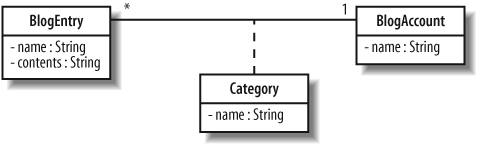 BlogEntry
- name : String
- contents : String
*
1
BlogAccount
- name : String
Category
- name : String